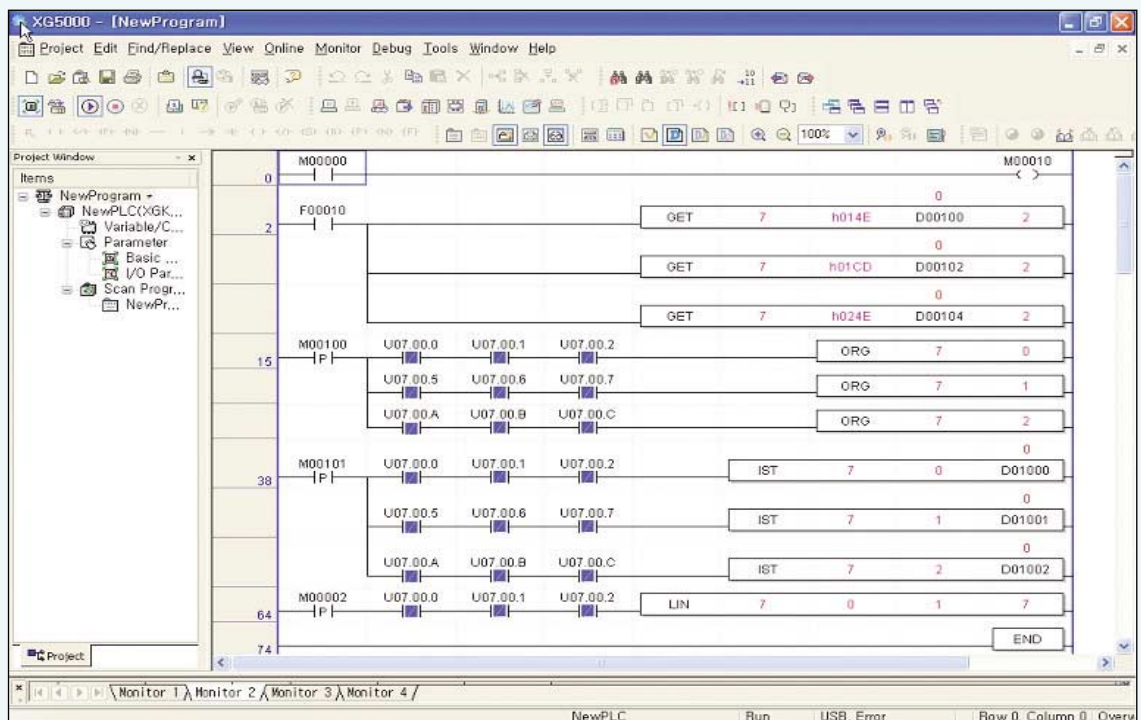 XG5000 - [NewProgram]
Project Edit Find/Replace View Online Monitor Debug Tools Window Help
100%
Project Window
Items
NewProgram
NewPLC(XGK...
Variable/C...
Parameter
Basic ...
I/O Par...
Scan Progr...
NewPr...
Project
M00000 M00010
0
0
F00010
2 GET 7 h014E D00100 2
0
GET 7 h01CD D00102 2
0
GET 7 h024E D00104 2
M00100 U07.00.0 U07.00.1 U07.00.2
15 P ORG 7 0
U07.00.5 U07.00.6 U07.00.7
ORG 7 1
U07.00.A U07.00.B U07.00.C
ORG 7 2
0
M00101 U07.00.0 U07.00.1 U07.00.2
38 P IST 7 0 D01000
0
U07.00.5 U07.00.6 U07.00.7
IST 7 1 D01001
0
U07.00.A U07.00.B U07.00.C
IST 7 2 D01002
M00002 U07.00.0 U07.00.1 U07.00.2
64 P LIN 7 0 1 7
74 END
Monitor 1 Monitor 2 Monitor 3 Monitor 4
NewPLC Run USB, Error Row 0, Column 0 Overw